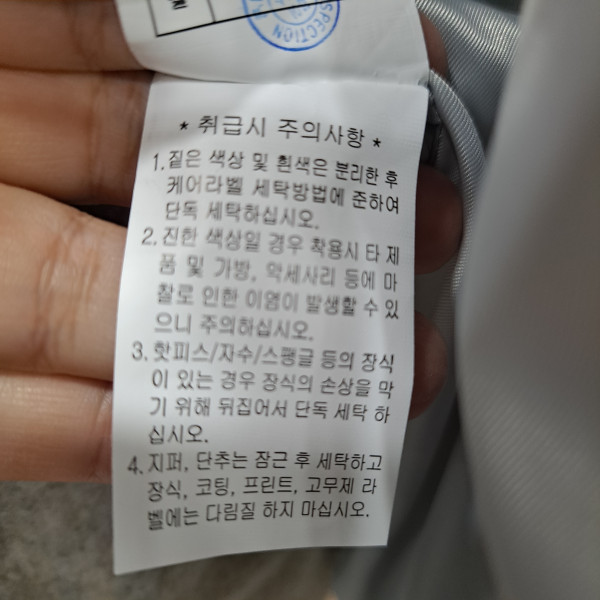 SPECTION
* 취급시 주의사항 *
1. 짙은 색상 및 흰색은 분리한 후
케어라벨 세탁방법에 준하여
단독 세탁하십시오.
2. 진한 색상일 경우 착용시 타 제
품 및 가방, 악세사리 등에 마
찰로 인한 이염이 발생할 수 있
으니 주의하십시오.
3. 핫피스/자수/스팽글 등의 장식
이 있는 경우 장식의 손상을 막
기 위해 뒤집어서 단독 세탁 하
십시오.
4. 지퍼, 단추는 잠근 후 세탁하고
장식, 코팅, 프린트, 고무제 라
벨에는 다림질 하지 마십시오.